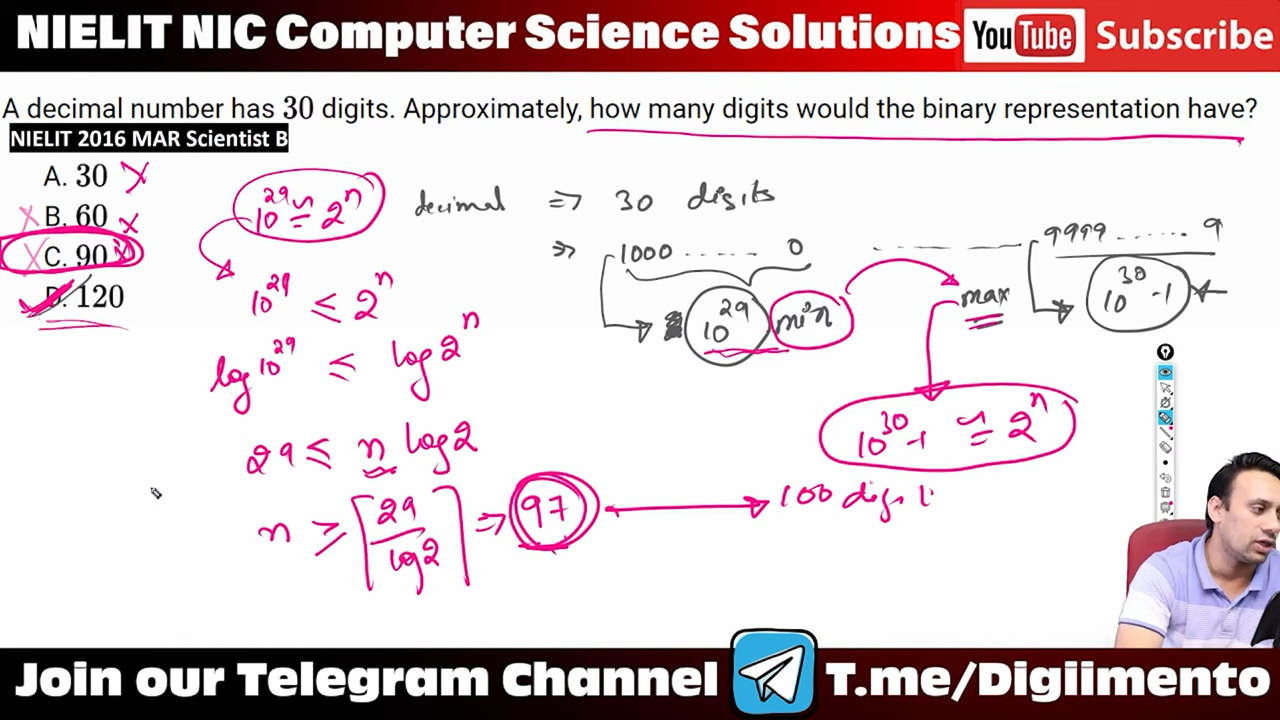 NIELIT NIC Computer Science Solutions YouTube Subscribe
A decimal number has 30 digits. Approximately, how many digits would the binary representation have?
NIELIT 2016 MAR Scientist B
A. 30
B. 60
C. 90
D. 120
10^29 ≃ 2^n
decimal ⇒ 30 digits
⇒ 1000 ...... 0 9999 ...... 9
10^29 min max 10^30 -1
10^29 ≤ 2^n
log 10^29 ≤ log 2^n
10^30 -1 ≃ 2^n
29 ≤ n log 2
n ≥ ⌈29/log 2⌉ ⇒ 97 → 100 digit
Join our Telegram Channel T.me/Digiimento